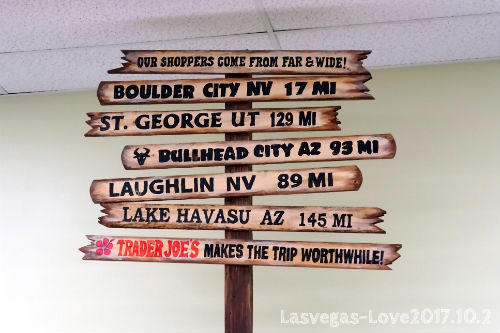 OUR SHOPPERS COME FROM FAR & WIDE!
BOULDER CITY NV 17 MI
ST. GEORGE UT 129 MI
BULLHEAD CITY AZ 93 MI
LAUGHLIN NV 89 MI
LAKE HAVASU AZ 145 MI
TRADER JOE'S MAKES THE TRIP WORTHWHILE!
Lasvegas-Love2017.10.2